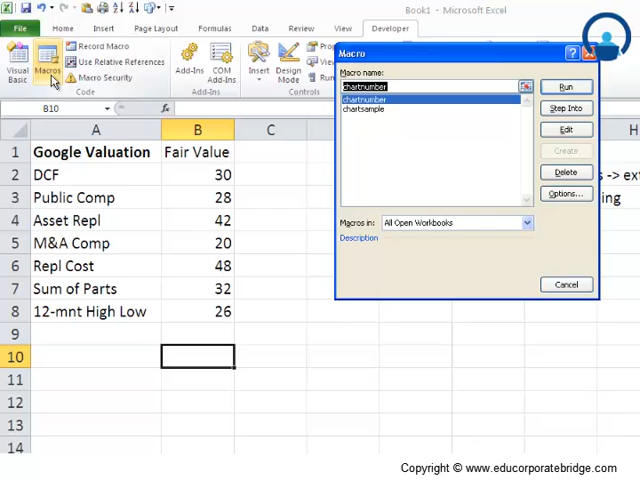 Book1 - Microsoft Excel
File Home Insert Page Layout Formulas Data Review View Developer
Visual Basic
Macros
Record Macro
Use Relative References
Macro Security
Code
Add-Ins
COM Add-Ins
Add-Ins
Insert
Design Mode
Controls
B10
fx
Macro
Macro name:
chartnumber
chartnumber
chartsample
Run
Step Into
Edit
Create
Delete
Options...
Macros in: All Open Workbooks
Description
Cancel
A B C H
1 Google Valuation Fair Value
2 DCF 30
3 Public Comp 28
4 Asset Repl 42
5 M&A Comp 20
6 Repl Cost 48
7 Sum of Parts 32
8 12-mnt High Low 26
9
10
11
12
13
14
Copyright © www.educorporatebridge.com